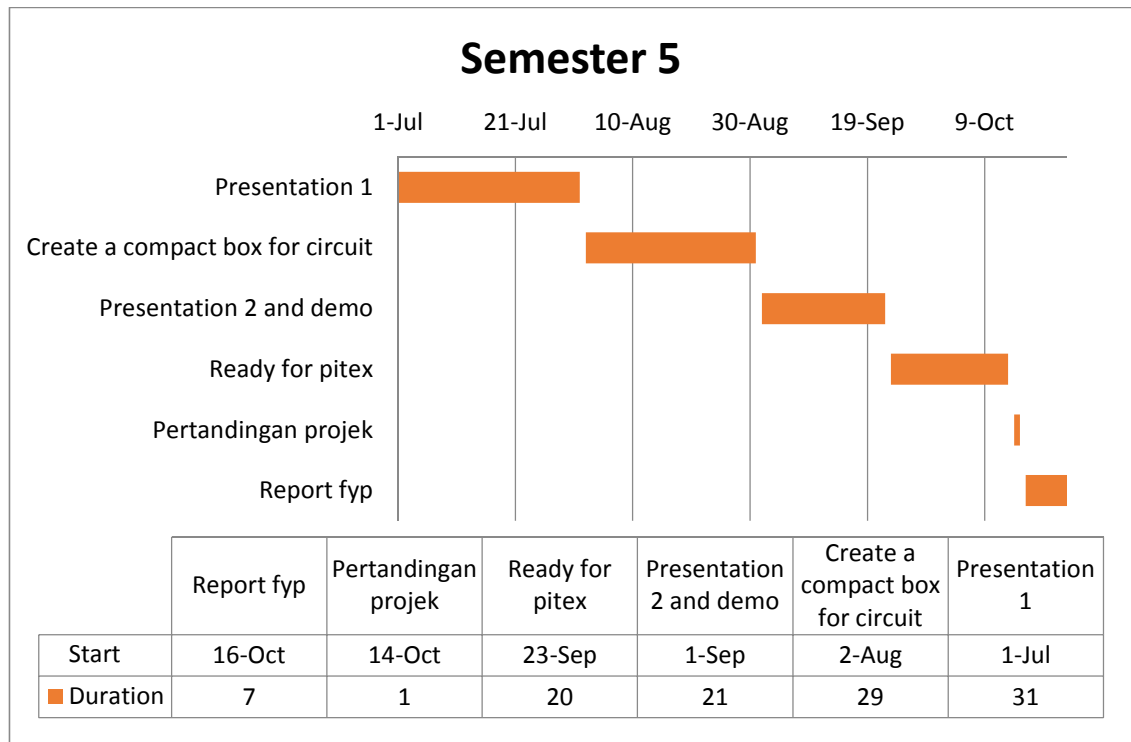 Semester 5
1-Jul 21-Jul 10-Aug 30-Aug 19-Sep 9-Oct
Presentation 1
Create a compact box for circuit
Presentation 2 and demo
Ready for pitex
Pertandingan projek
Report fyp
Report fyp Pertandingan projek Ready for pitex Presentation 2 and demo Create a compact box for circuit Presentation 1
Start 16-Oct 14-Oct 23-Sep 1-Sep 2-Aug 1-Jul
Duration 7 1 20 21 29 31